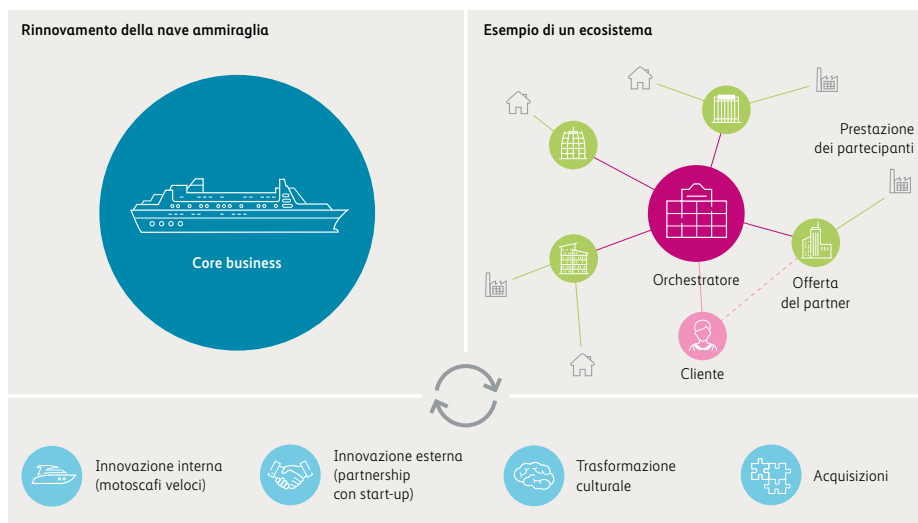 Rinnovamento della nave ammiraglia
Core business
Esempio di un ecosistema
Prestazione
dei partecipanti
Orchestratore
Offerta
del partner
Cliente
Innovazione interna
(motoscafi veloci)
Innovazione esterna
(partnership
con start-up)
Trasformazione
culturale
Acquisizioni